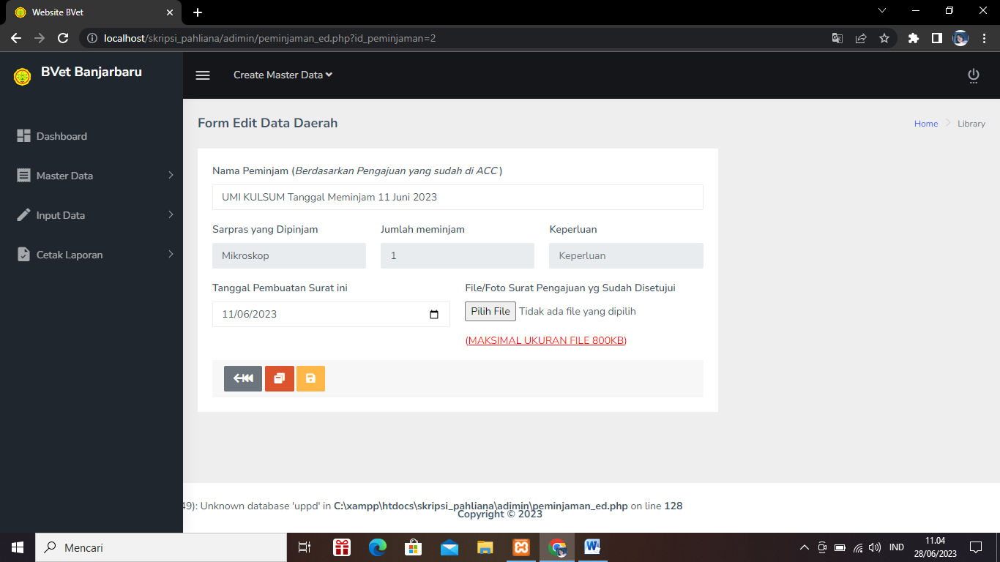 Website BVet
localhost/skripsi_pahliana/adimin/peminjaman_ed.php?id_peminjaman=2
BVet Banjarbaru
Create Master Data
Dashboard
Master Data
Input Data
Cetak Laporan
Form Edit Data Daerah
Home
Library
Nama Peminjam (Berdasarkan Pengajuan yang sudah di ACC )
UMI KULSUM Tanggal Meminjam 11 Juni 2023
Sarpras yang Dipinjam
Jumlah meminjam
Keperluan
Mikroskop
1
Keperluan
Tanggal Pembuatan Surat ini
File/Foto Surat Pengajuan yg Sudah Disetujui
11/06/2023
Pilih File Tidak ada file yang dipilih
(MAKSIMAL UKURAN FILE 800KB)
49): Unknown database 'uppd' in C:\xampp\htdocs\skripsi_pahliana\adimin\peminjaman_ed.php on line 128
Copyright © 2023
Mencari
IND
11.04
28/06/2023